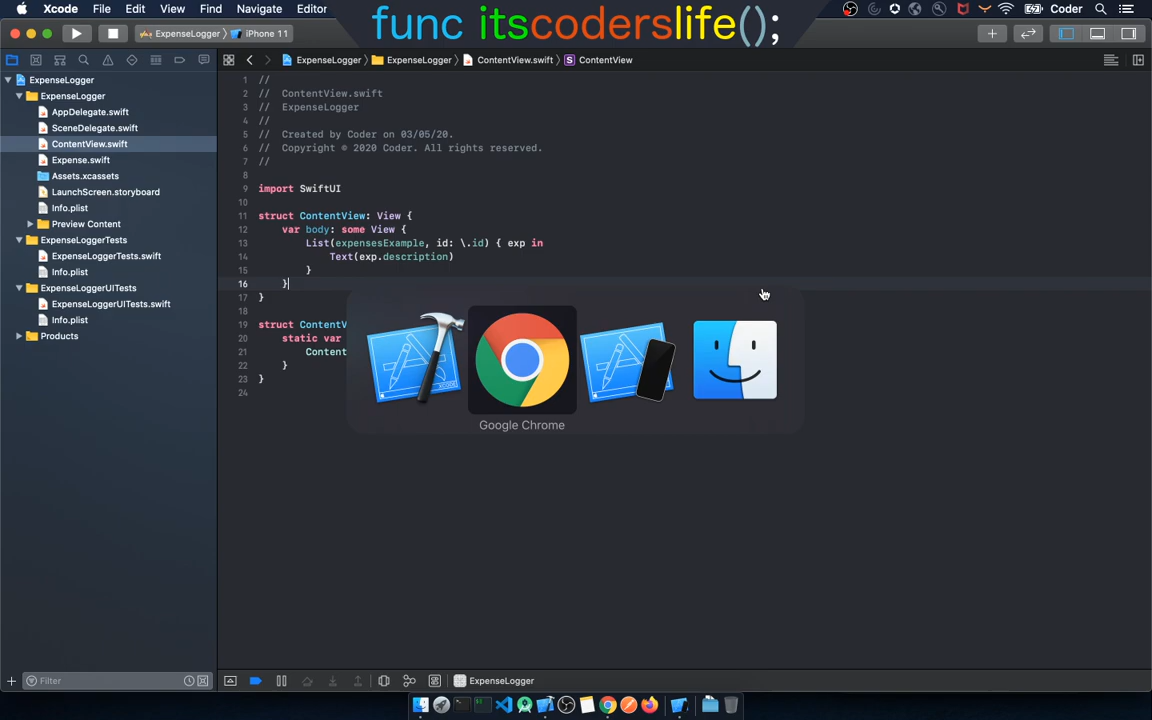 Xcode File Edit View Find Navigate Editor
func itscoderslife();
Coder
ExpenseLogger iPhone 11
ExpenseLogger ExpenseLogger ContentView.swift S ContentView
ExpenseLogger
ExpenseLogger
AppDelegate.swift
SceneDelegate.swift
ContentView.swift
Expense.swift
Assets.xcassets
LaunchScreen.storyboard
Info.plist
Preview Content
ExpenseLoggerTests
ExpenseLoggerTests.swift
Info.plist
ExpenseLoggerUITests
ExpenseLoggerUITests.swift
Info.plist
Products
1 //
2 // ContentView.swift
3 // ExpenseLogger
4 //
5 // Created by Coder on 03/05/20.
6 // Copyright © 2020 Coder. All rights reserved.
7 //
8
9 import SwiftUI
10
11 struct ContentView: View {
12 var body: some View {
13 List(expensesExample, id: \.id) { exp in
14 Text(exp.description)
15 }
16 }
17 }
18
19 struct ContentV
20 static var
21 Content
22 }
23 }
24
Google Chrome
Filter
ExpenseLogger